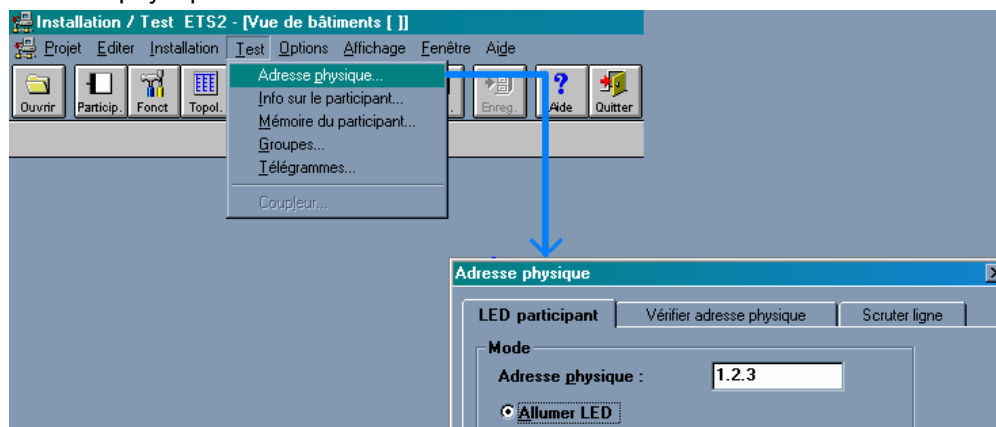 Installation / Test ETS2 - [Vue de bâtiments [ ]]
Projet Editer Installation Test Options Affichage Fenêtre Aide
Ouvrir Particip. Fonct Topol. Enreg. Aide Quitter
Adresse physique...
Info sur le participant...
Mémoire du participant...
Groupes...
Télégrammes...
Coupleur...
Adresse physique
LED participant Vérifier adresse physique Scruter ligne
Mode
Adresse physique : 1.2.3
Allumer LED